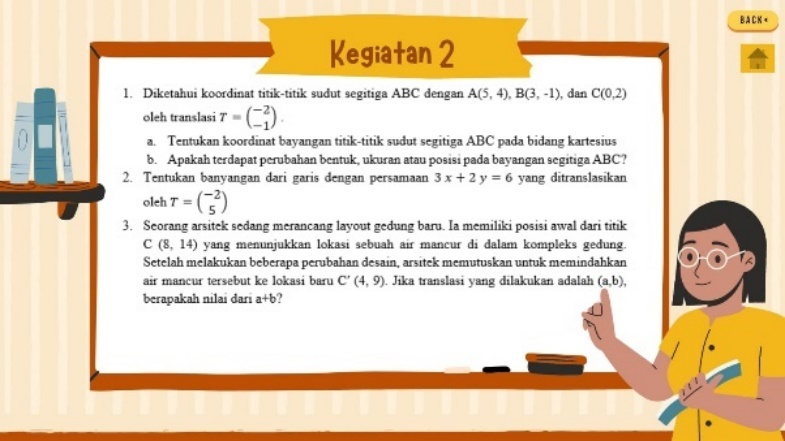 BACK
Kegiatan 2
1. Diketahui koordinat titik-titik sudut segitiga ABC dengan A(5, 4), B(3, -1), dan C(0,2)
oleh translasi T = (−2 −1) .
a. Tentukan koordinat bayangan titik-titik sudut segitiga ABC pada bidang kartesius
b. Apakah terdapat perubahan bentuk, ukuran atau posisi pada bayangan segitiga ABC?
2. Tentukan banyangan dari garis dengan persamaan 3 x + 2 y = 6 yang ditranslasikan
oleh T = (−2 5)
3. Seorang arsitek sedang merancang layout gedung baru. Ia memiliki posisi awal dari titik
C (8, 14) yang menunjukkan lokasi sebuah air mancur di dalam kompleks gedung.
Setelah melakukan beberapa perubahan desain, arsitek memutuskan untuk memindahkan
air mancur tersebut ke lokasi baru C' (4, 9). Jika translasi yang dilakukan adalah (a,b),
berapakah nilai dari a+b?